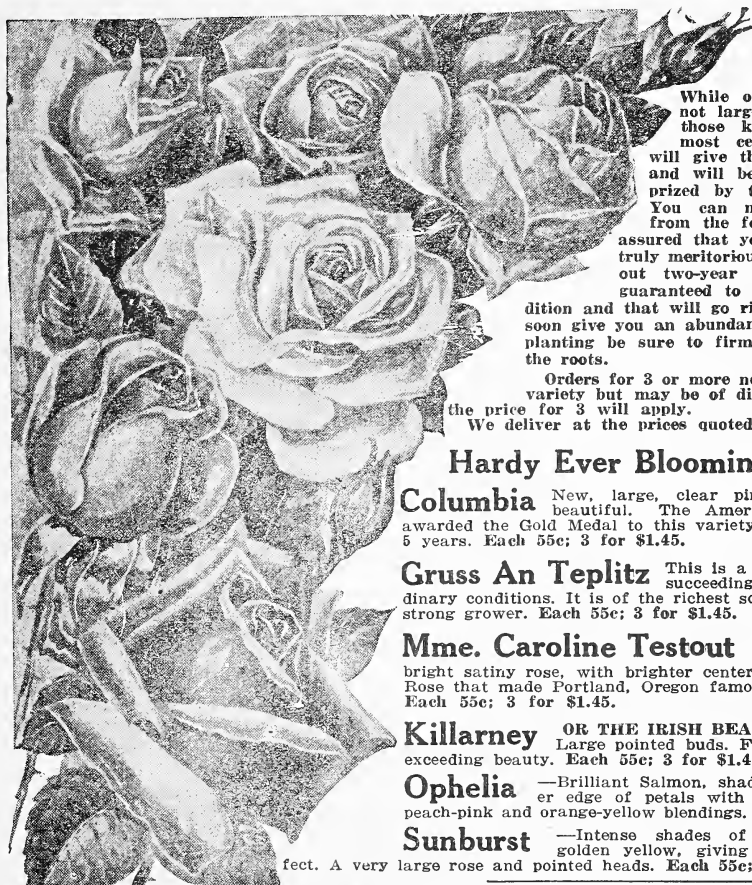 While o
not larg
those k
most ce
will give th
and will be
prized by t
You can n
from the fo
assured that yo
truly meritoriou
out two-year
guaranteed to
dition and that will go ri
soon give you an abundan
planting be sure to firm
the roots.
Orders for 3 or more no
variety but may be of di
the price for 3 will apply.
We deliver at the prices quoted
Hardy Ever Bloomin
Columbia New, large, clear pin
beautiful. The Amer
awarded the Gold Medal to this variety
5 years. Each 55c; 3 for $1.45.
Gruss An Teplitz This is a
succeeding
dinary conditions. It is of the richest sc
strong grower. Each 55c; 3 for $1.45.
Mme. Caroline Testout
bright satiny rose, with brighter center
Rose that made Portland, Oregon famo
Each 55c; 3 for $1.45.
Killarney OR THE IRISH BEA
Large pointed buds. F
exceeding beauty. Each 55c; 3 for $1.4
Ophelia —Brilliant Salmon, shad
er edge of petals with
peach-pink and orange-yellow blendings.
Sunburst —Intense shades of
golden yellow, giving
fect. A very large rose and pointed heads. Each 55c;